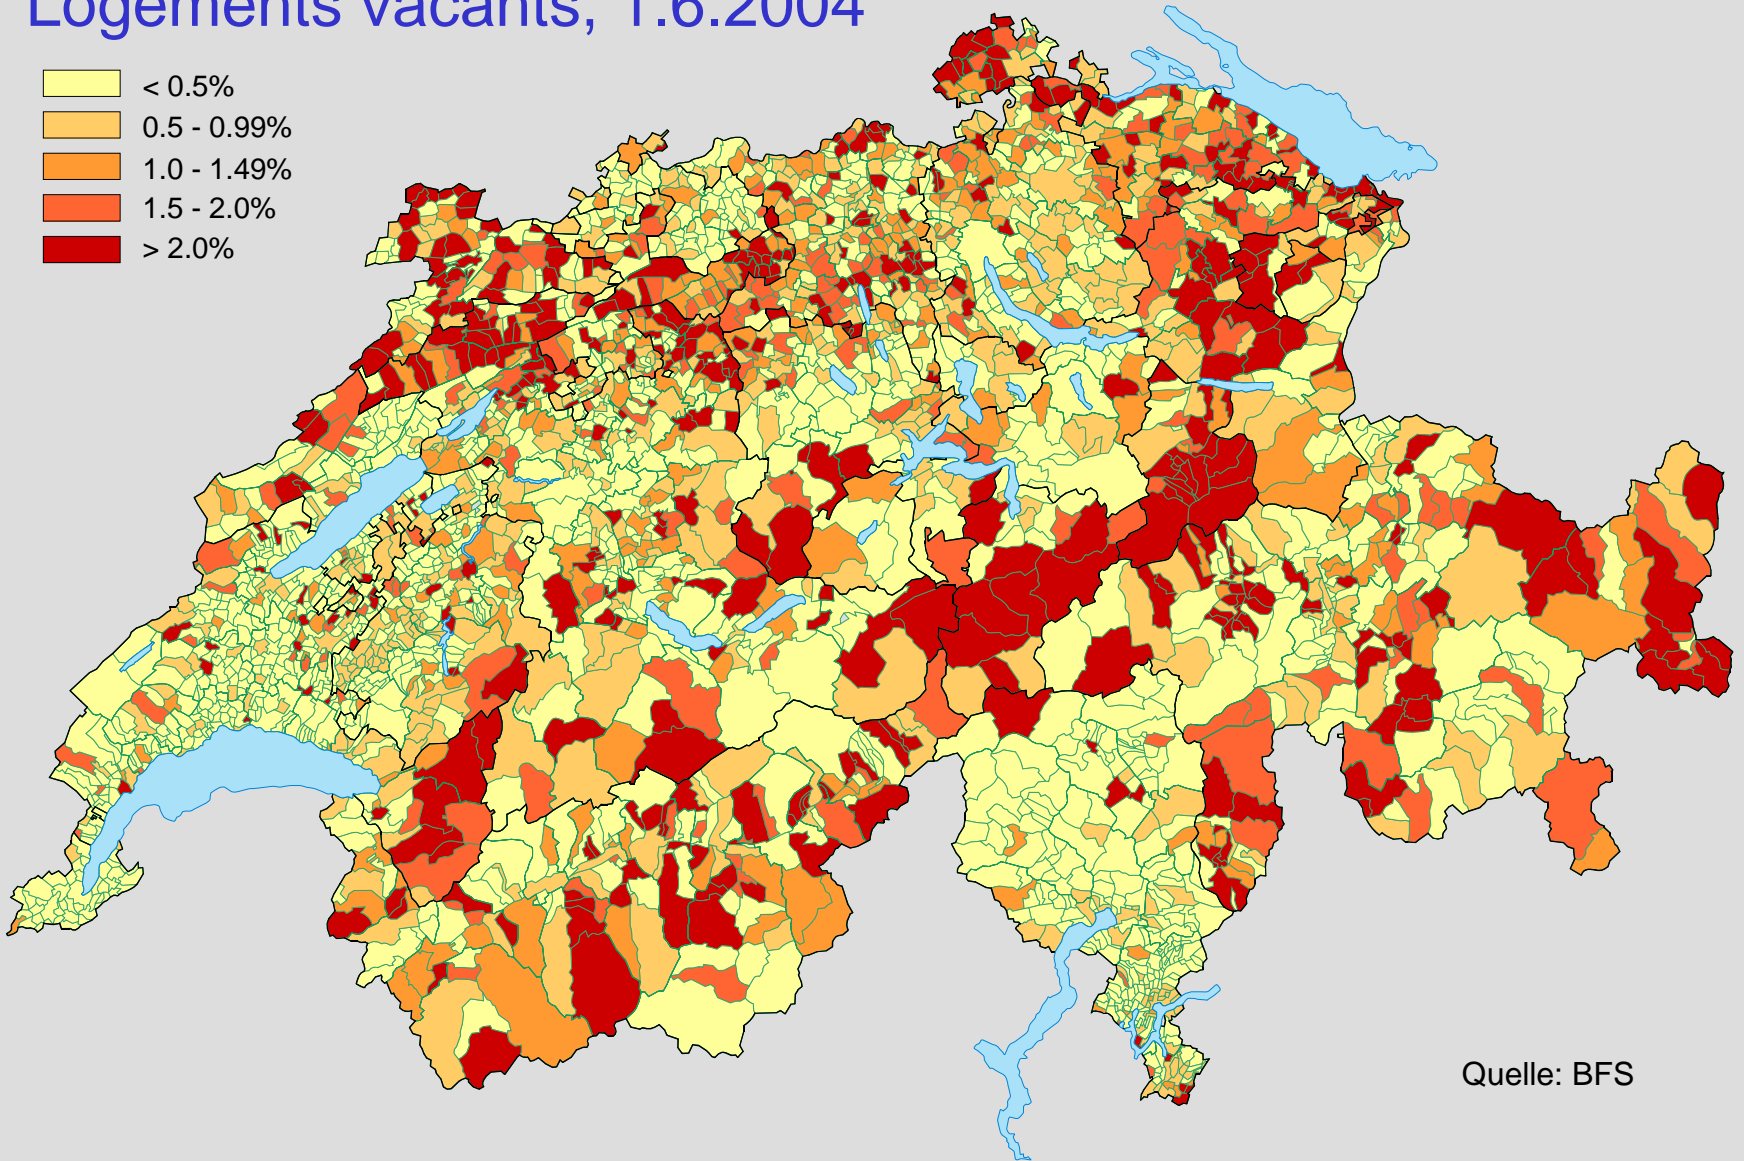 Logements vacants, 1.6.2004
< 0.5%
0.5 - 0.99%
1.0 - 1.49%
1.5 - 2.0%
> 2.0%
Quelle: BFS